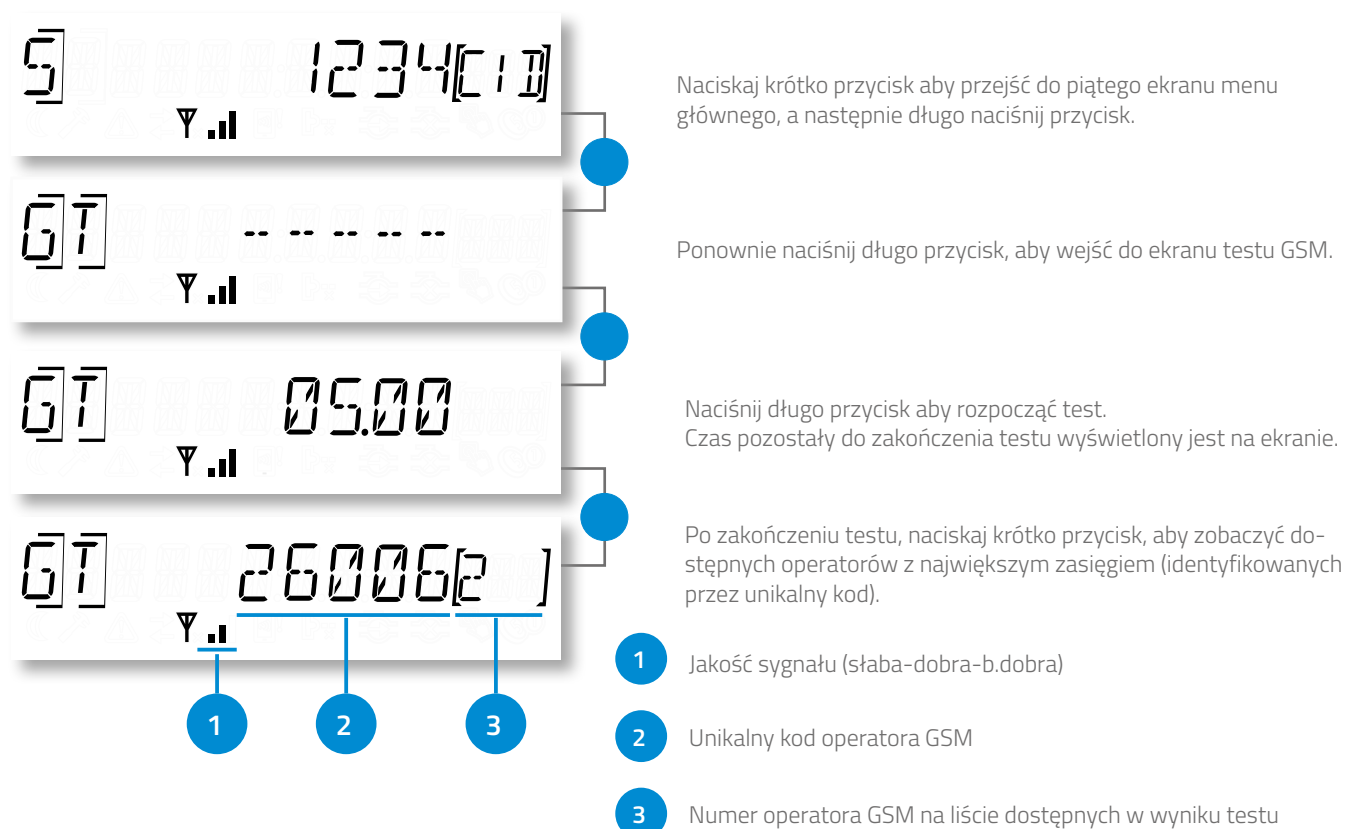 S 1234[CID]
Naciskaj krótko przycisk aby przejść do piątego ekranu menu
głównego, a następnie długo naciśnij przycisk.
GT -- -- -- -- --
Ponownie naciśnij długo przycisk, aby wejść do ekranu testu GSM.
GT 05.00
Naciśnij długo przycisk aby rozpocząć test.
Czas pozostały do zakończenia testu wyświetlony jest na ekranie.
GT 26006[2 ]
Po zakończeniu testu, naciskaj krótko przycisk, aby zobaczyć do-
stępnych operatorów z największym zasięgiem (identyfikowanych
przez unikalny kod).
1 2 3
1 Jakość sygnału (słaba-dobra-b.dobra)
2 Unikalny kod operatora GSM
3 Numer operatora GSM na liście dostępnych w wyniku testu